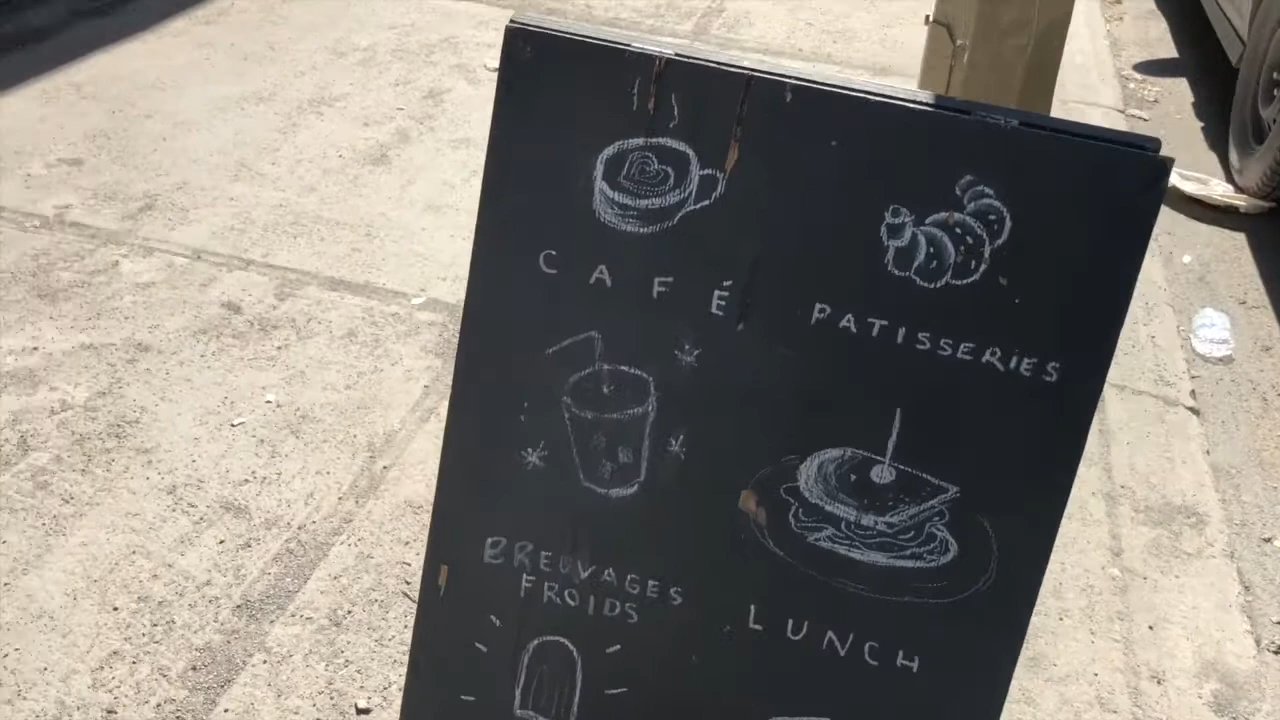 CAFÉ
PATISSERIES
BREUVAGES
FROIDS
LUNCH